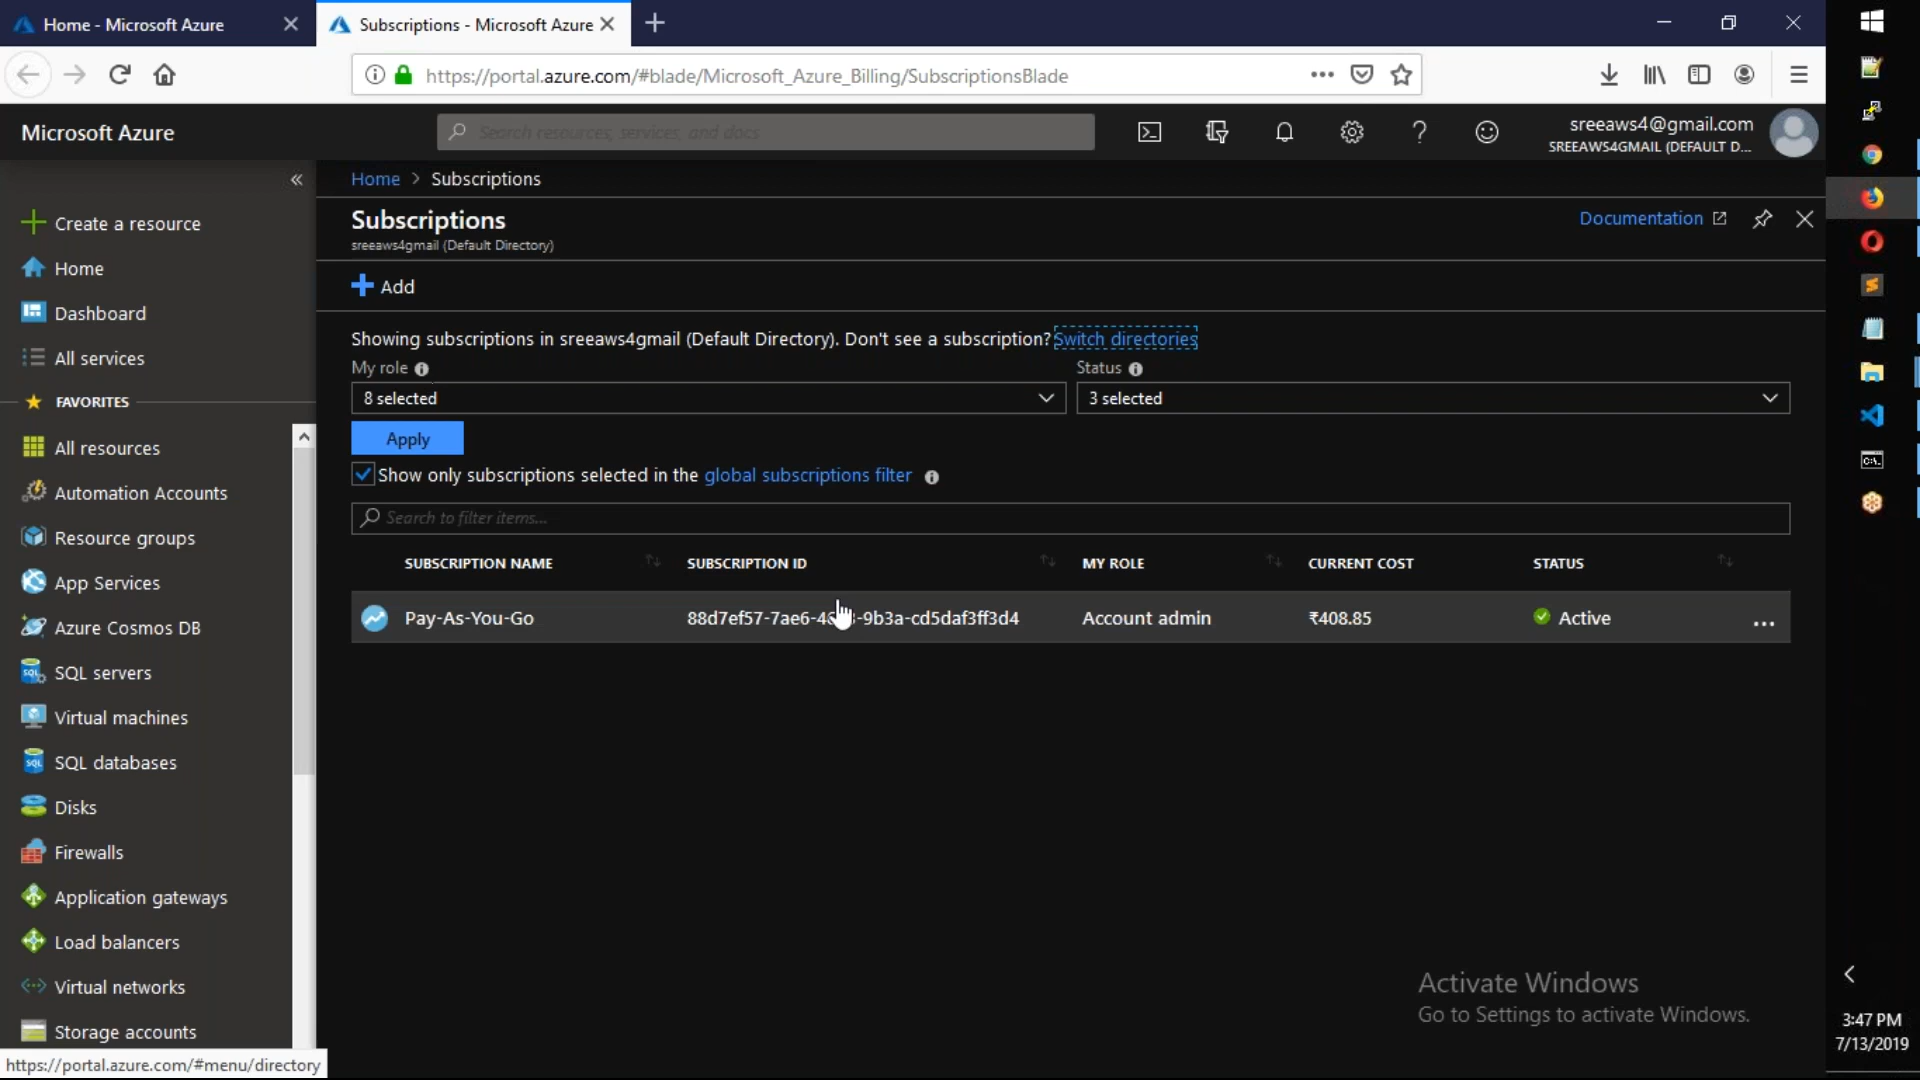 Home - Microsoft Azure
Subscriptions - Microsoft Azure
https://portal.azure.com/#blade/Microsoft_Azure_Billing/SubscriptionsBlade
Microsoft Azure
Search resources, services, and docs
sreeaws4@gmail.com
SREEAWS4GMAIL (DEFAULT D...
Home > Subscriptions
Create a resource
Home
Dashboard
All services
FAVORITES
All resources
Automation Accounts
Resource groups
App Services
Azure Cosmos DB
SQL servers
Virtual machines
SQL databases
Disks
Firewalls
Application gateways
Load balancers
Virtual networks
Storage accounts
https://portal.azure.com/#menu/directory
Subscriptions
sreeaws4gmail (Default Directory)
Documentation
Add
Showing subscriptions in sreeaws4gmail (Default Directory). Don't see a subscription? Switch directories
My role
Status
8 selected
3 selected
Apply
Show only subscriptions selected in the global subscriptions filter
Search to filter items...
SUBSCRIPTION NAME SUBSCRIPTION ID MY ROLE CURRENT COST STATUS
Pay-As-You-Go Account admin ₹408.85 Active ...
Activate Windows
Go to Settings to activate Windows.
3:47 PM
7/13/2019